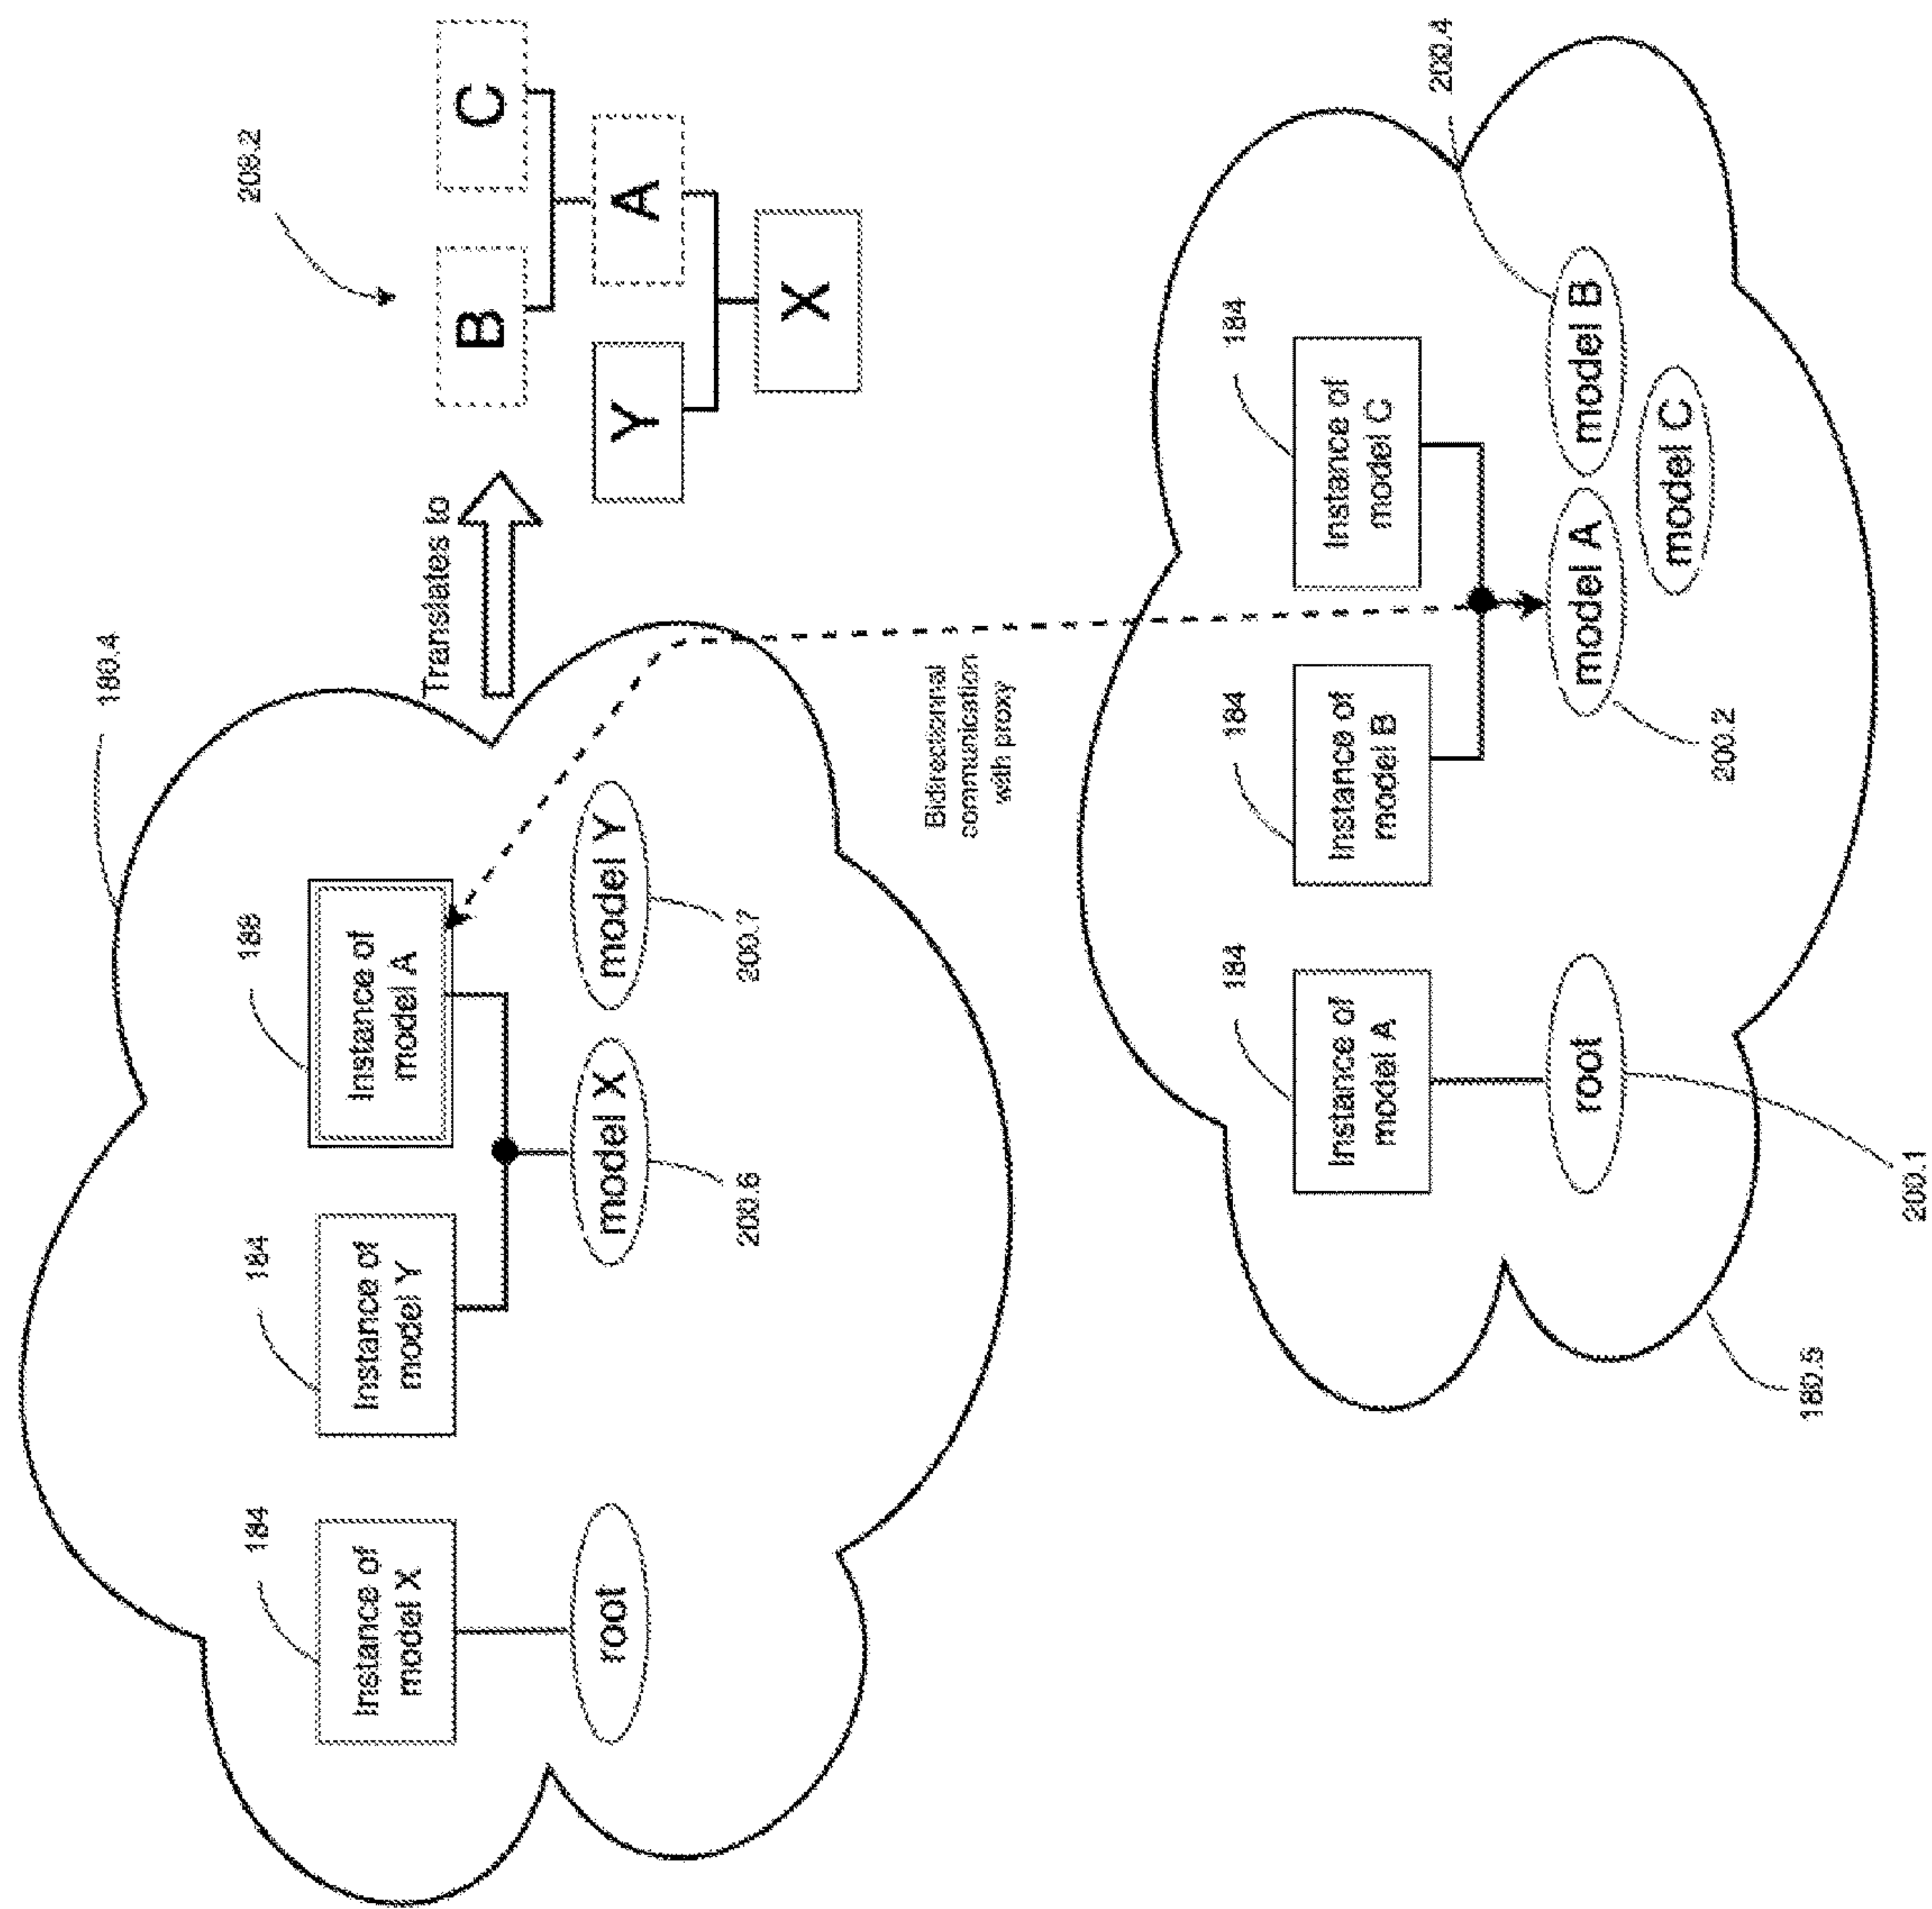 180.4
184
184
188
208.2
Instance of
model X
Instance of
model Y
Instance of
model A
Translates to
B
C
root
model X
model Y
Y
A
200.6
200.7
X
Bidirectional
communication
with proxy
184
184
184
Instance of
model A
Instance of
model B
Instance of
model C
200.4
root
model A
model B
model C
200.2
180.5
200.1